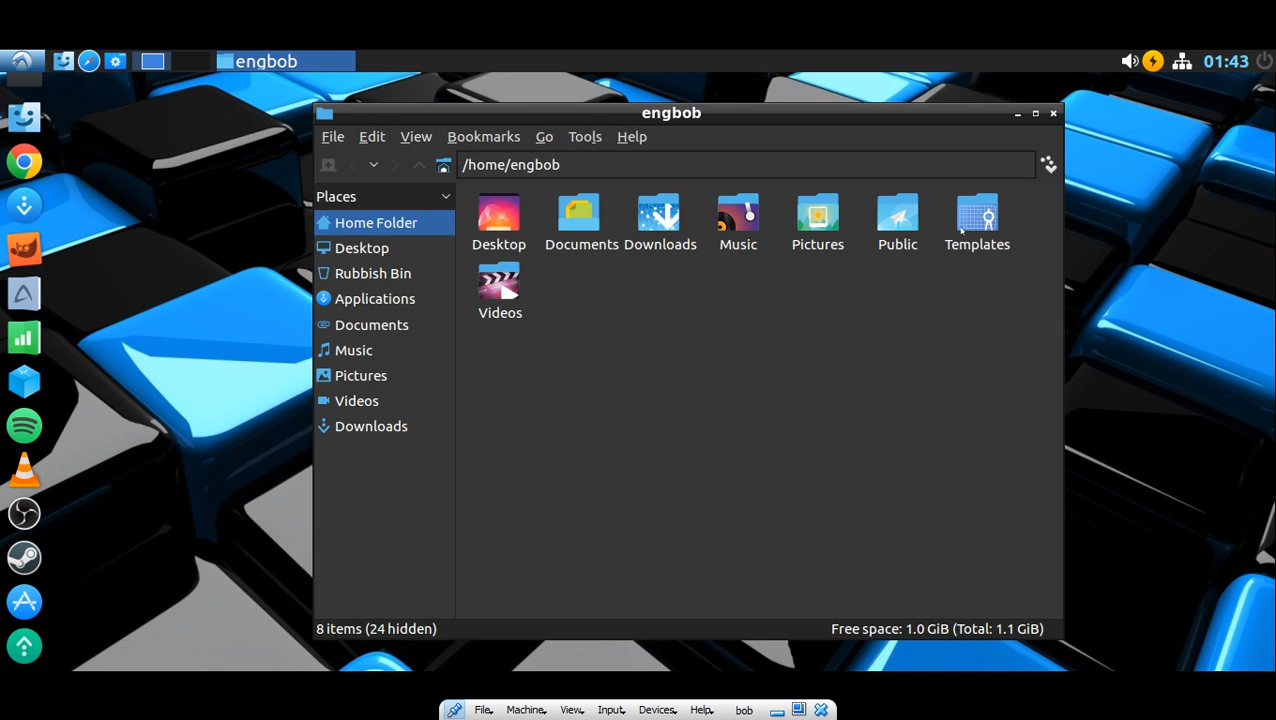 engbob
01:43
engbob
File Edit View Bookmarks Go Tools Help
/home/engbob
Places
Home Folder
Desktop
Rubbish Bin
Applications
Documents
Music
Pictures
Videos
Downloads
Desktop Documents Downloads Music Pictures Public Templates
Videos
8 items (24 hidden)
Free space: 1.0 GiB (Total: 1.1 GiB)
File Machine View Input Devices Help bob